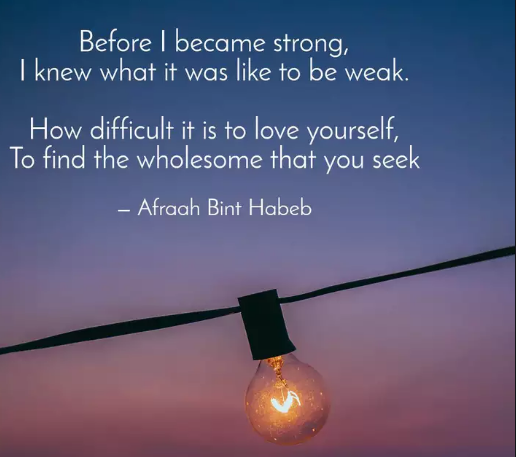 Before I became strong,
I knew what it was like to be weak.
How difficult it is to love yourself,
To find the wholesome that you seek
– Afraah Bint Habeb